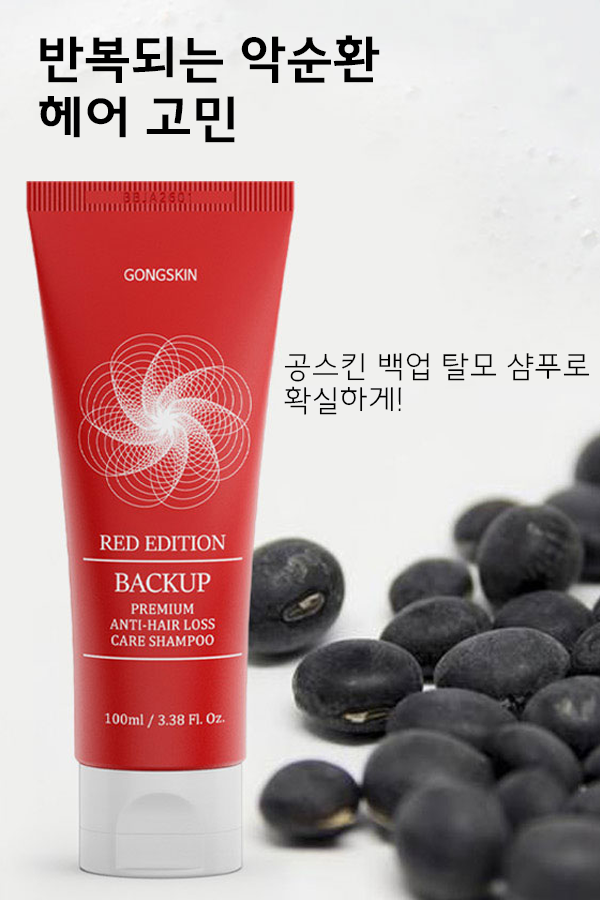 반복되는 악순환
헤어 고민
BBJA2601
GONGSKIN
공스킨 백업 탈모 샴푸로
확실하게!
RED EDITION
BACKUP
PREMIUM
ANTI-HAIR LOSS
CARE SHAMPOO
100ml / 3.38 Fl. Oz.